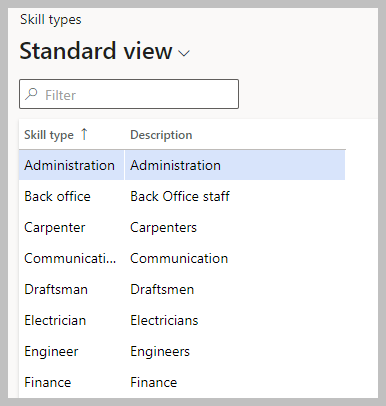 Skill types
Standard view
Filter
Skill type ↑ Description
Administration Administration
Back office Back Office staff
Carpenter Carpenters
Communicati... Communication
Draftsman Draftsmen
Electrician Electricians
Engineer Engineers
Finance Finance